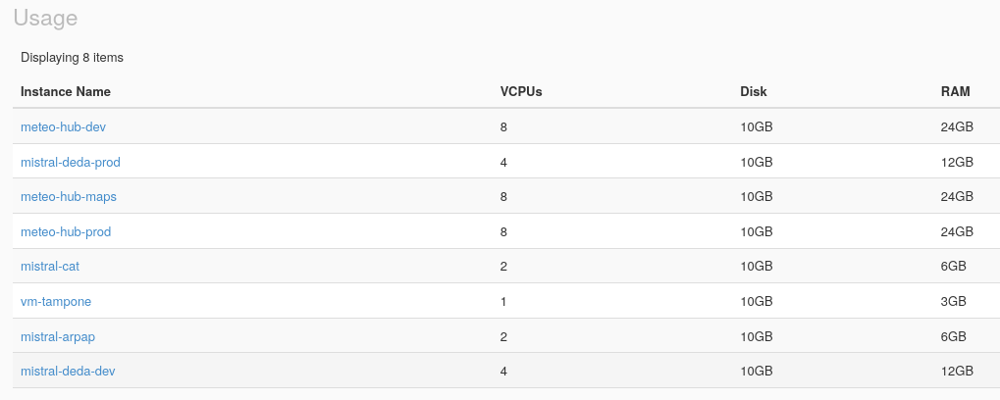 Usage
Displaying 8 items
Instance Name VCPUs Disk RAM
meteo-hub-dev 8 10GB 24GB
mistral-deda-prod 4 10GB 12GB
meteo-hub-maps 8 10GB 24GB
meteo-hub-prod 8 10GB 24GB
mistral-cat 2 10GB 6GB
vm-tampone 1 10GB 3GB
mistral-arpap 2 10GB 6GB
mistral-deda-dev 4 10GB 12GB